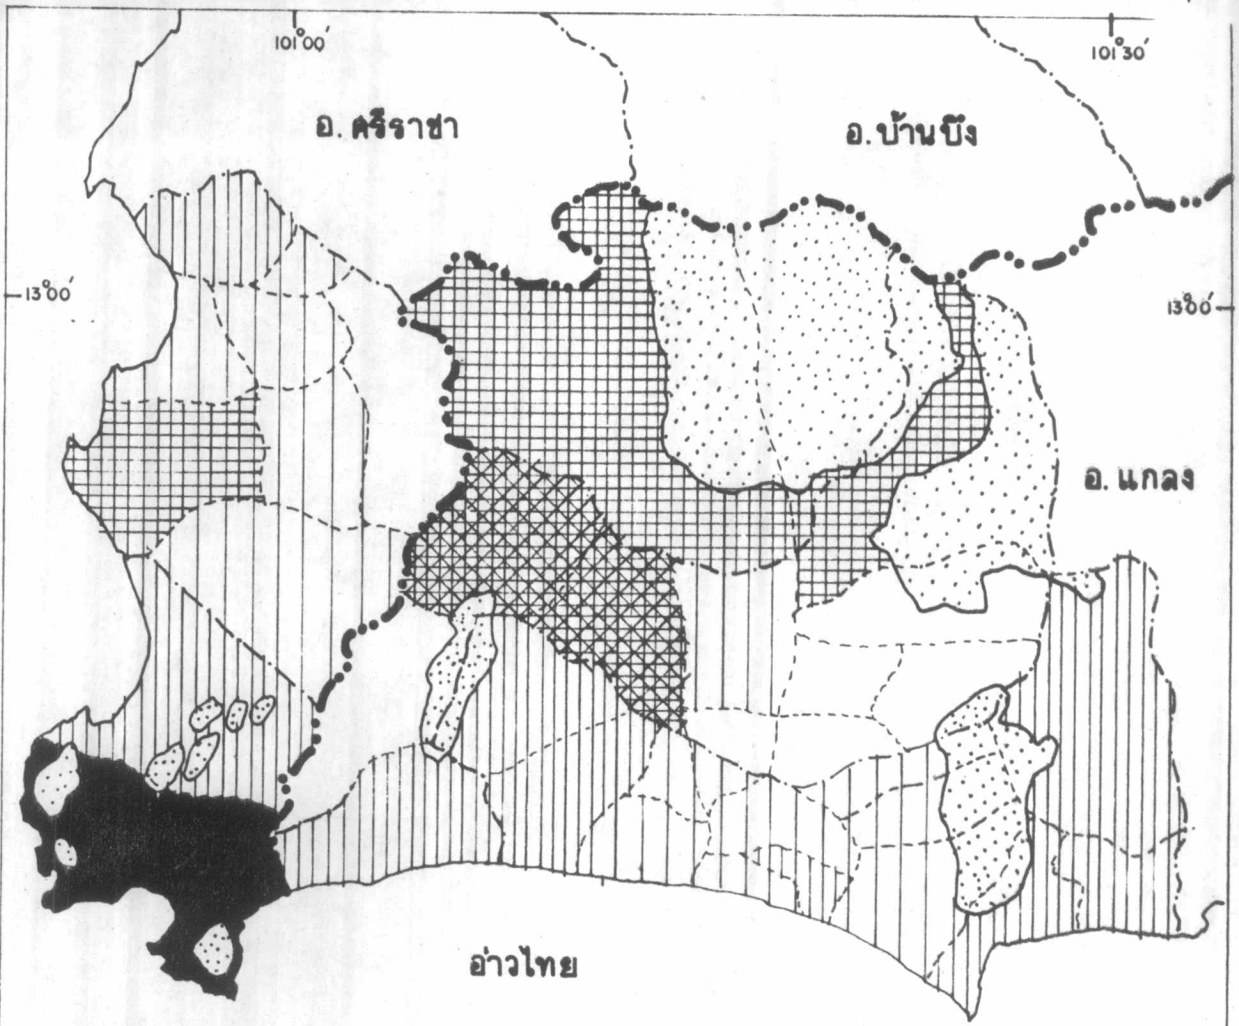 101°00′
101°30′
อ. ศรีราชา
อ. บ้านบึง
13°00′
13°00′
อ. แกลง
อ่าวไทย